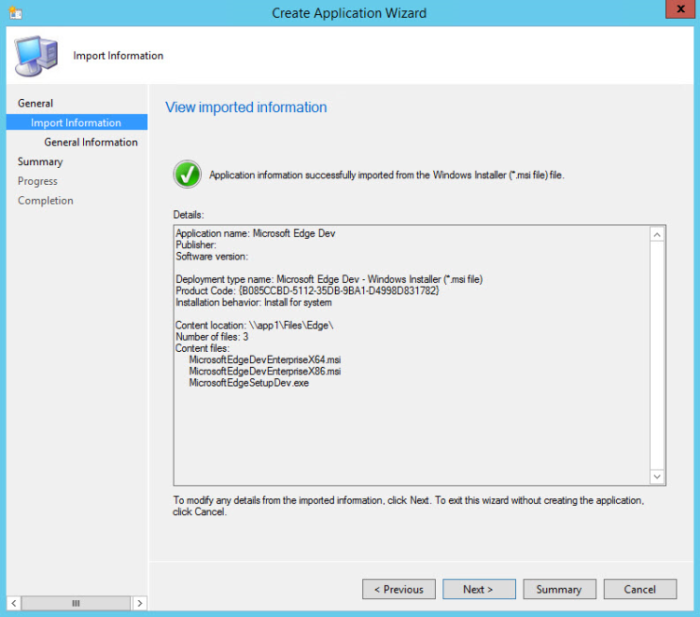 Create Application Wizard
x
Import Information
General
Import Information
General Information
Summary
Progress
Completion
View imported information
Application information successfully imported from the Windows Installer (*.msi file) file.
Details:
Application name: Microsoft Edge Dev
Publisher:
Software version:
Deployment type name: Microsoft Edge Dev - Windows Installer (*.msi file)
Product Code: {B085CCBD-5112-35DB-9BA1-D4998D831782}
Installation behavior: Install for system
Content location: \\app1\Files\Edge\
Number of files: 3
Content files:
MicrosoftEdgeDevEnterpriseX64.msi
MicrosoftEdgeDevEnterpriseX86.msi
MicrosoftEdgeSetupDev.exe
To modify any details from the imported information, click Next. To exit this wizard without creating the application,
click Cancel.
< Previous
Next >
Summary
Cancel